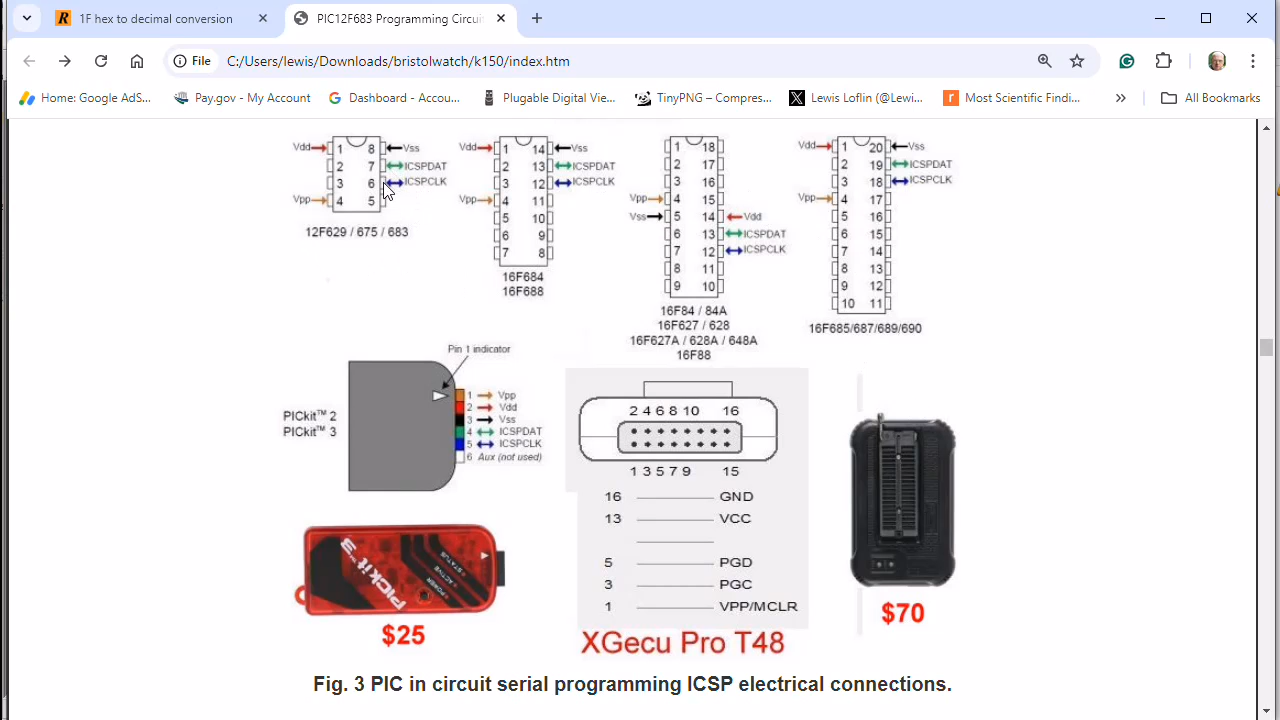 1F hex to decimal conversion
PIC12F683 Programming Circui
File C:/Users/lewis/Downloads/bristolwatch/k150/index.htm
Home: Google AdS... Pay.gov - My Account Dashboard – Accou... Plugable Digital Vie... TinyPNG – Compres... Lewis Loflin (@Lewi... Most Scientific Findi... » All Bookmarks
Vdd 1 8 Vss
2 7 ICSPDAT
3 6 ICSPCLK
Vpp 4 5
12F629 / 675 / 683
Vdd 1 14 Vss
2 13 ICSPDAT
3 12 ICSPCLK
Vpp 4 11
5 10
6 9
7 8
16F684
16F688
1 18
2 17
3 16
Vpp 4 15
Vss 5 14 Vdd
6 13 ICSPDAT
7 12 ICSPCLK
8 11
9 10
16F84 / 84A
16F627 / 628
16F627A / 628A / 648A
16F88
Vdd 1 20 Vss
2 19 ICSPDAT
3 18 ICSPCLK
Vpp 4 17
5 16
6 15
7 14
8 13
9 12
10 11
16F685/687/689/690
Pin 1 indicator
PICkit™ 2
PICkit™ 3
1 Vpp
2 Vdd
3 Vss
4 ICSPDAT
5 ICSPCLK
6 Aux (not used)
2 4 6 8 10 16
1 3 5 7 9 15
16 GND
13 VCC
5 PGD
3 PGC
1 VPP/MCLR
XGecu Pro T48
PICkit™ 3
POWER
ACTIVE
STATUS
$25
$70
Fig. 3 PIC in circuit serial programming ICSP electrical connections.